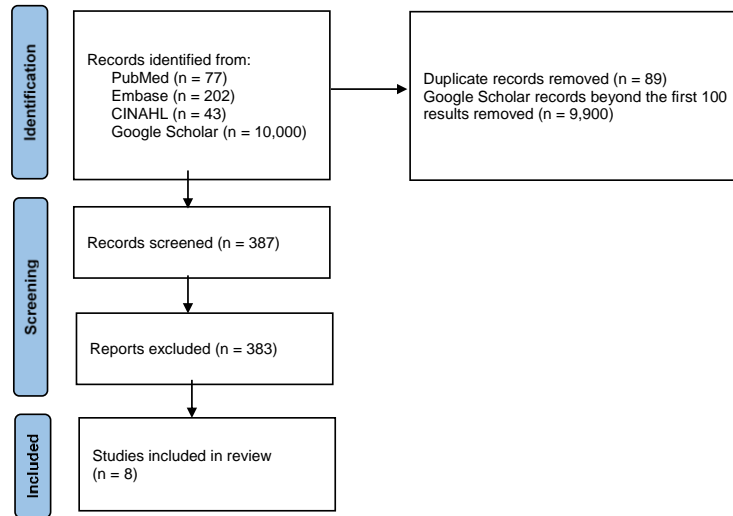 Identification
Records identified from:
PubMed (n = 77)
Embase (n = 202)
CINAHL (n = 43)
Google Scholar (n = 10,000)
Duplicate records removed (n = 89)
Google Scholar records beyond the first 100
results removed (n = 9,900)
Screening
Records screened (n = 387)
Reports excluded (n = 383)
Included
Studies included in review
(n = 8)